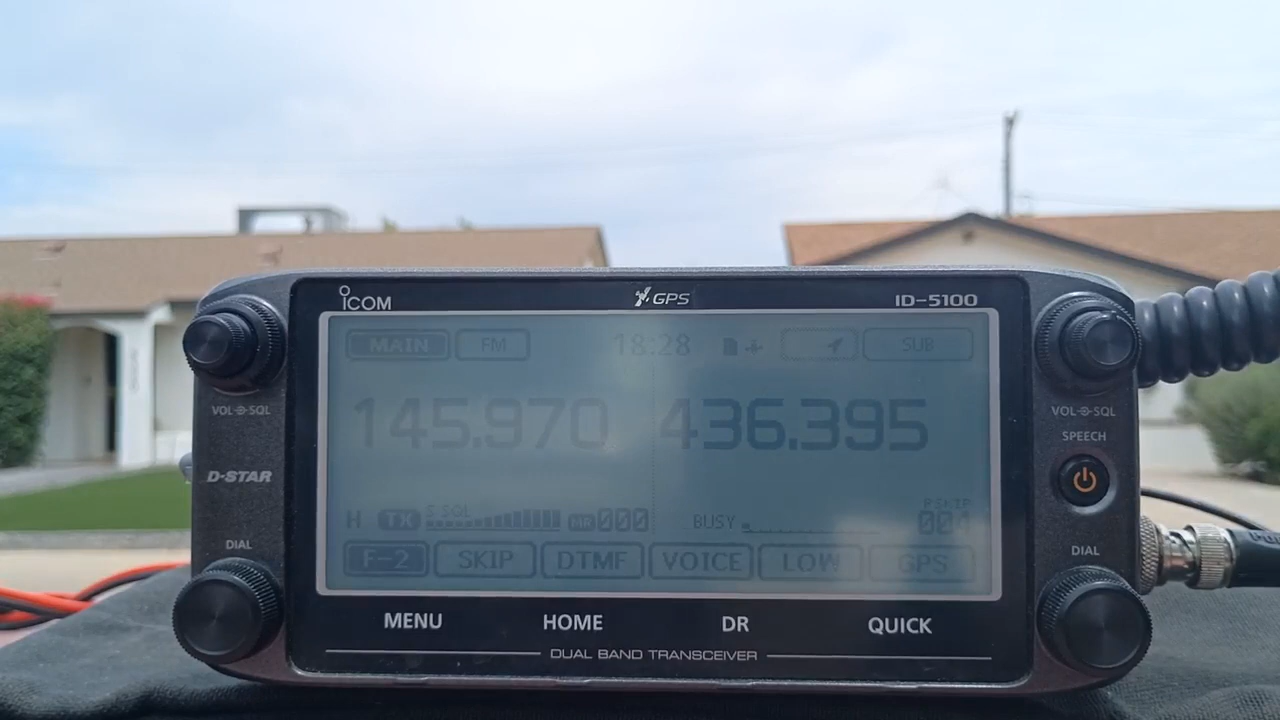 ICOM
GPS
ID-5100
MAIN
FM
18:28
SUB
145.970
436.395
H
TX
S SQL
MR
000
BUSY
P.SKIP
F-2
SKIP
DTMF
VOICE
LOW
GPS
VOL SQL
D-STAR
DIAL
VOL SQL
SPEECH
DIAL
MENU
HOME
DR
QUICK
DUAL BAND TRANSCEIVER